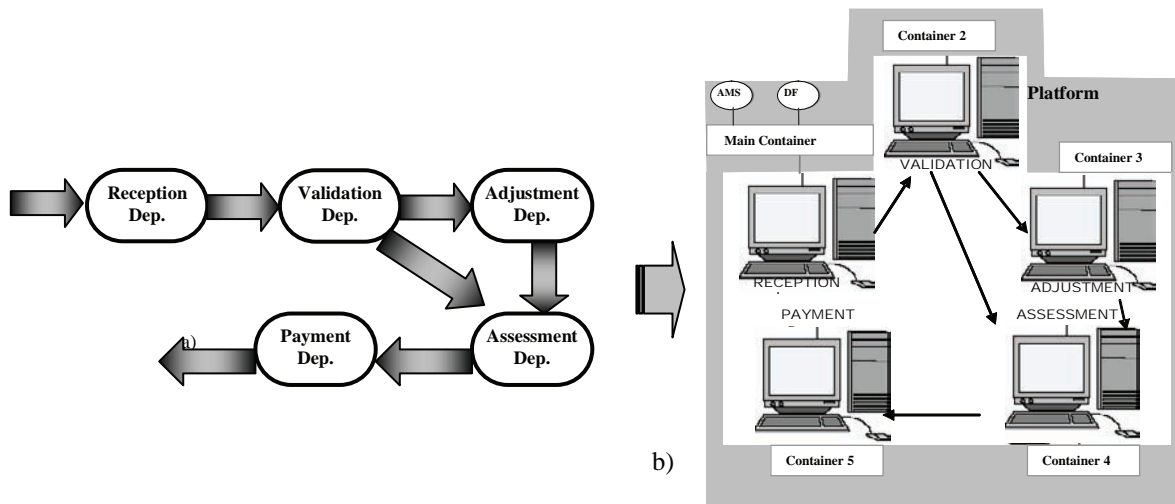 Reception
Dep.
Validation
Dep.
Adjustment
Dep.
Payment
Dep.
Assessment
Dep.
a)
Container 2
AMS
DF
Platform
Main Container
VALIDATION
Container 3
RECEPTION
ADJUSTMENT
PAYMENT
ASSESSMENT
b)
Container 5
Container 4